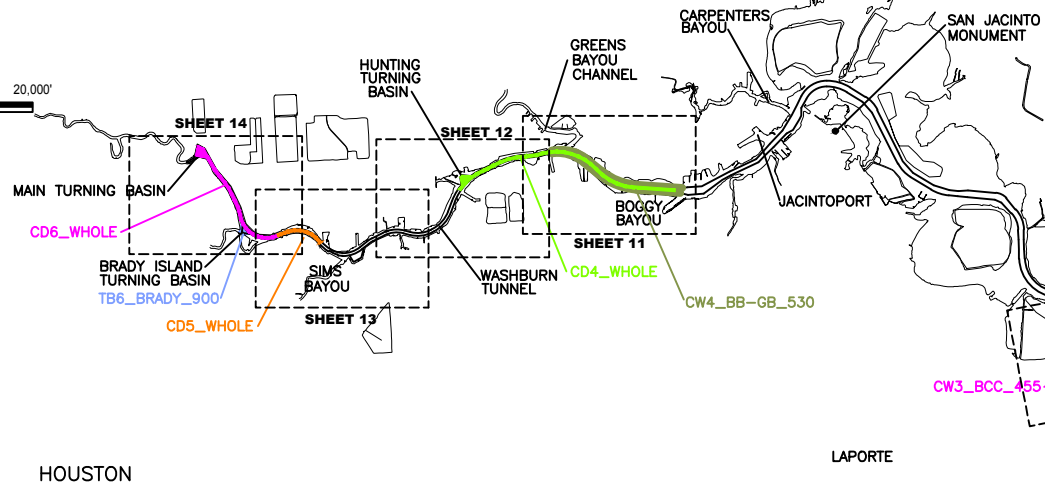 CARPENTERS
BAYOU
SAN JACINTO
MONUMENT
GREENS
BAYOU
CHANNEL
HUNTING
TURNING
BASIN
20,000'
SHEET 14
SHEET 12
MAIN TURNING BASIN
JACINTOPORT
BOGGY
BAYOU
CD6_WHOLE
SHEET 11
BRADY ISLAND
TURNING BASIN
SIMS
BAYOU
WASHBURN
TUNNEL
CD4_WHOLE
TB6_BRADY_900
CW4_BB-GB_530
SHEET 13
CD5_WHOLE
CW3_BCC_455
LAPORTE
HOUSTON